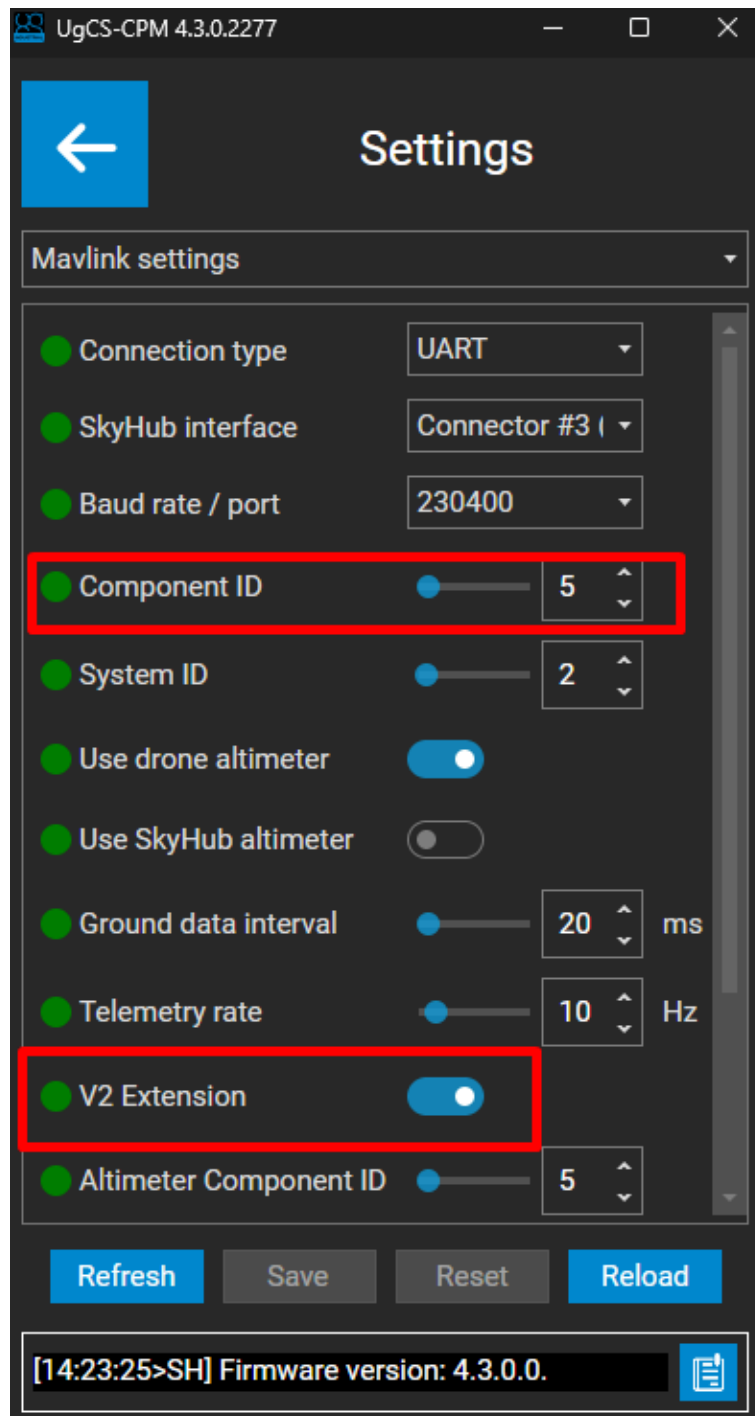 UgCS-CPM 4.3.0.2277
Settings
Mavlink settings
Connection type UART
SkyHub interface Connector #3 (
Baud rate / port 230400
Component ID 5
System ID 2
Use drone altimeter
Use SkyHub altimeter
Ground data interval 20 ms
Telemetry rate 10 Hz
V2 Extension
Altimeter Component ID 5
Refresh Save Reset Reload
[14:23:25>SH] Firmware version: 4.3.0.0.